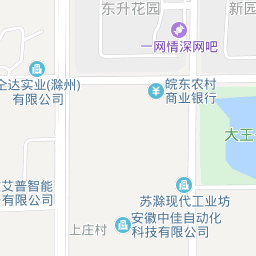 东升花园
新园
一网情深网吧
全达实业(滁州)
有限公司
皖东农村
商业银行
大王
艾普智能
有限公司
苏滁现代工业坊
安徽中佳自动化
科技有限公司
上庄村